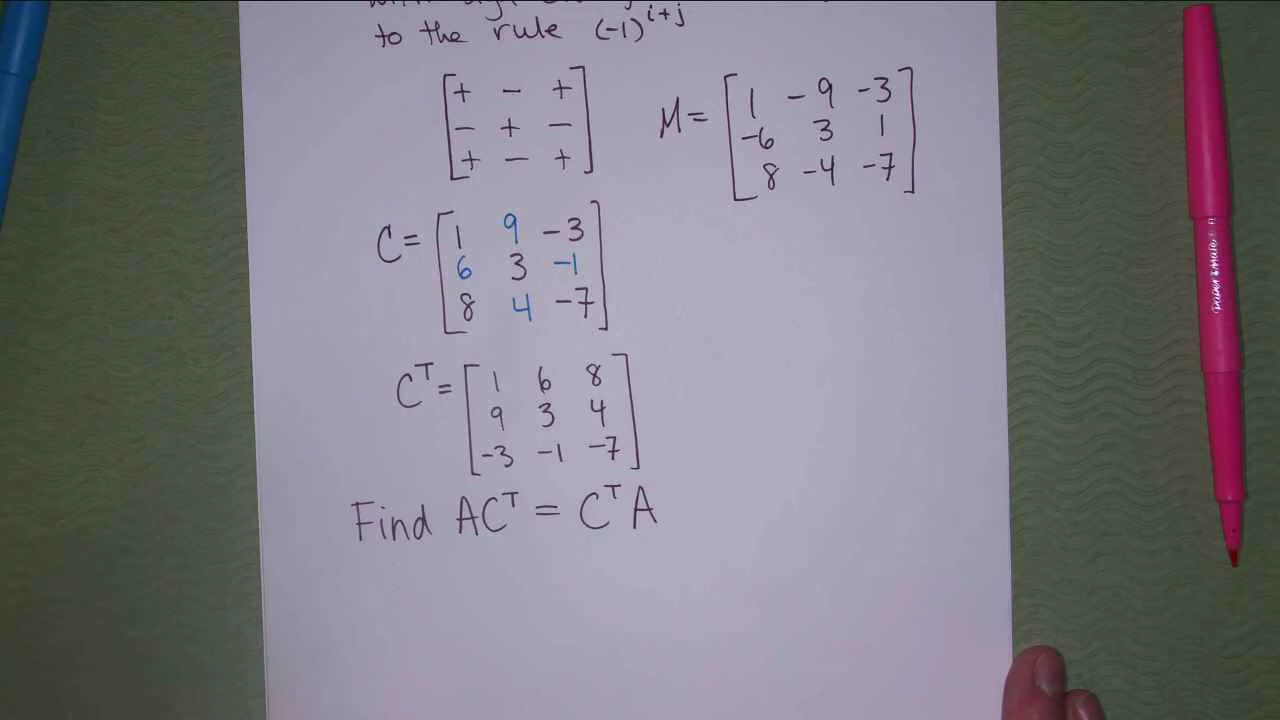 to the rule (-1)^{i+j}
[+ - +
- + -
+ - +]
M = [1 -9 -3
-6 3 1
8 -4 -7]
C = [1 9 -3
6 3 -1
8 4 -7]
C^T = [1 6 8
9 3 4
-3 -1 -7]
Find AC^T = C^T A